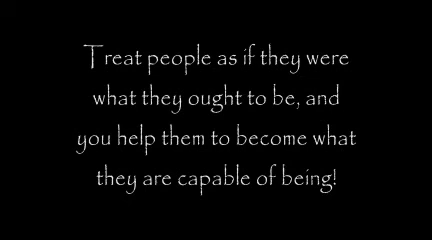 Treat people as if they were
what they ought to be, and
you help them to become what
they are capable of being!